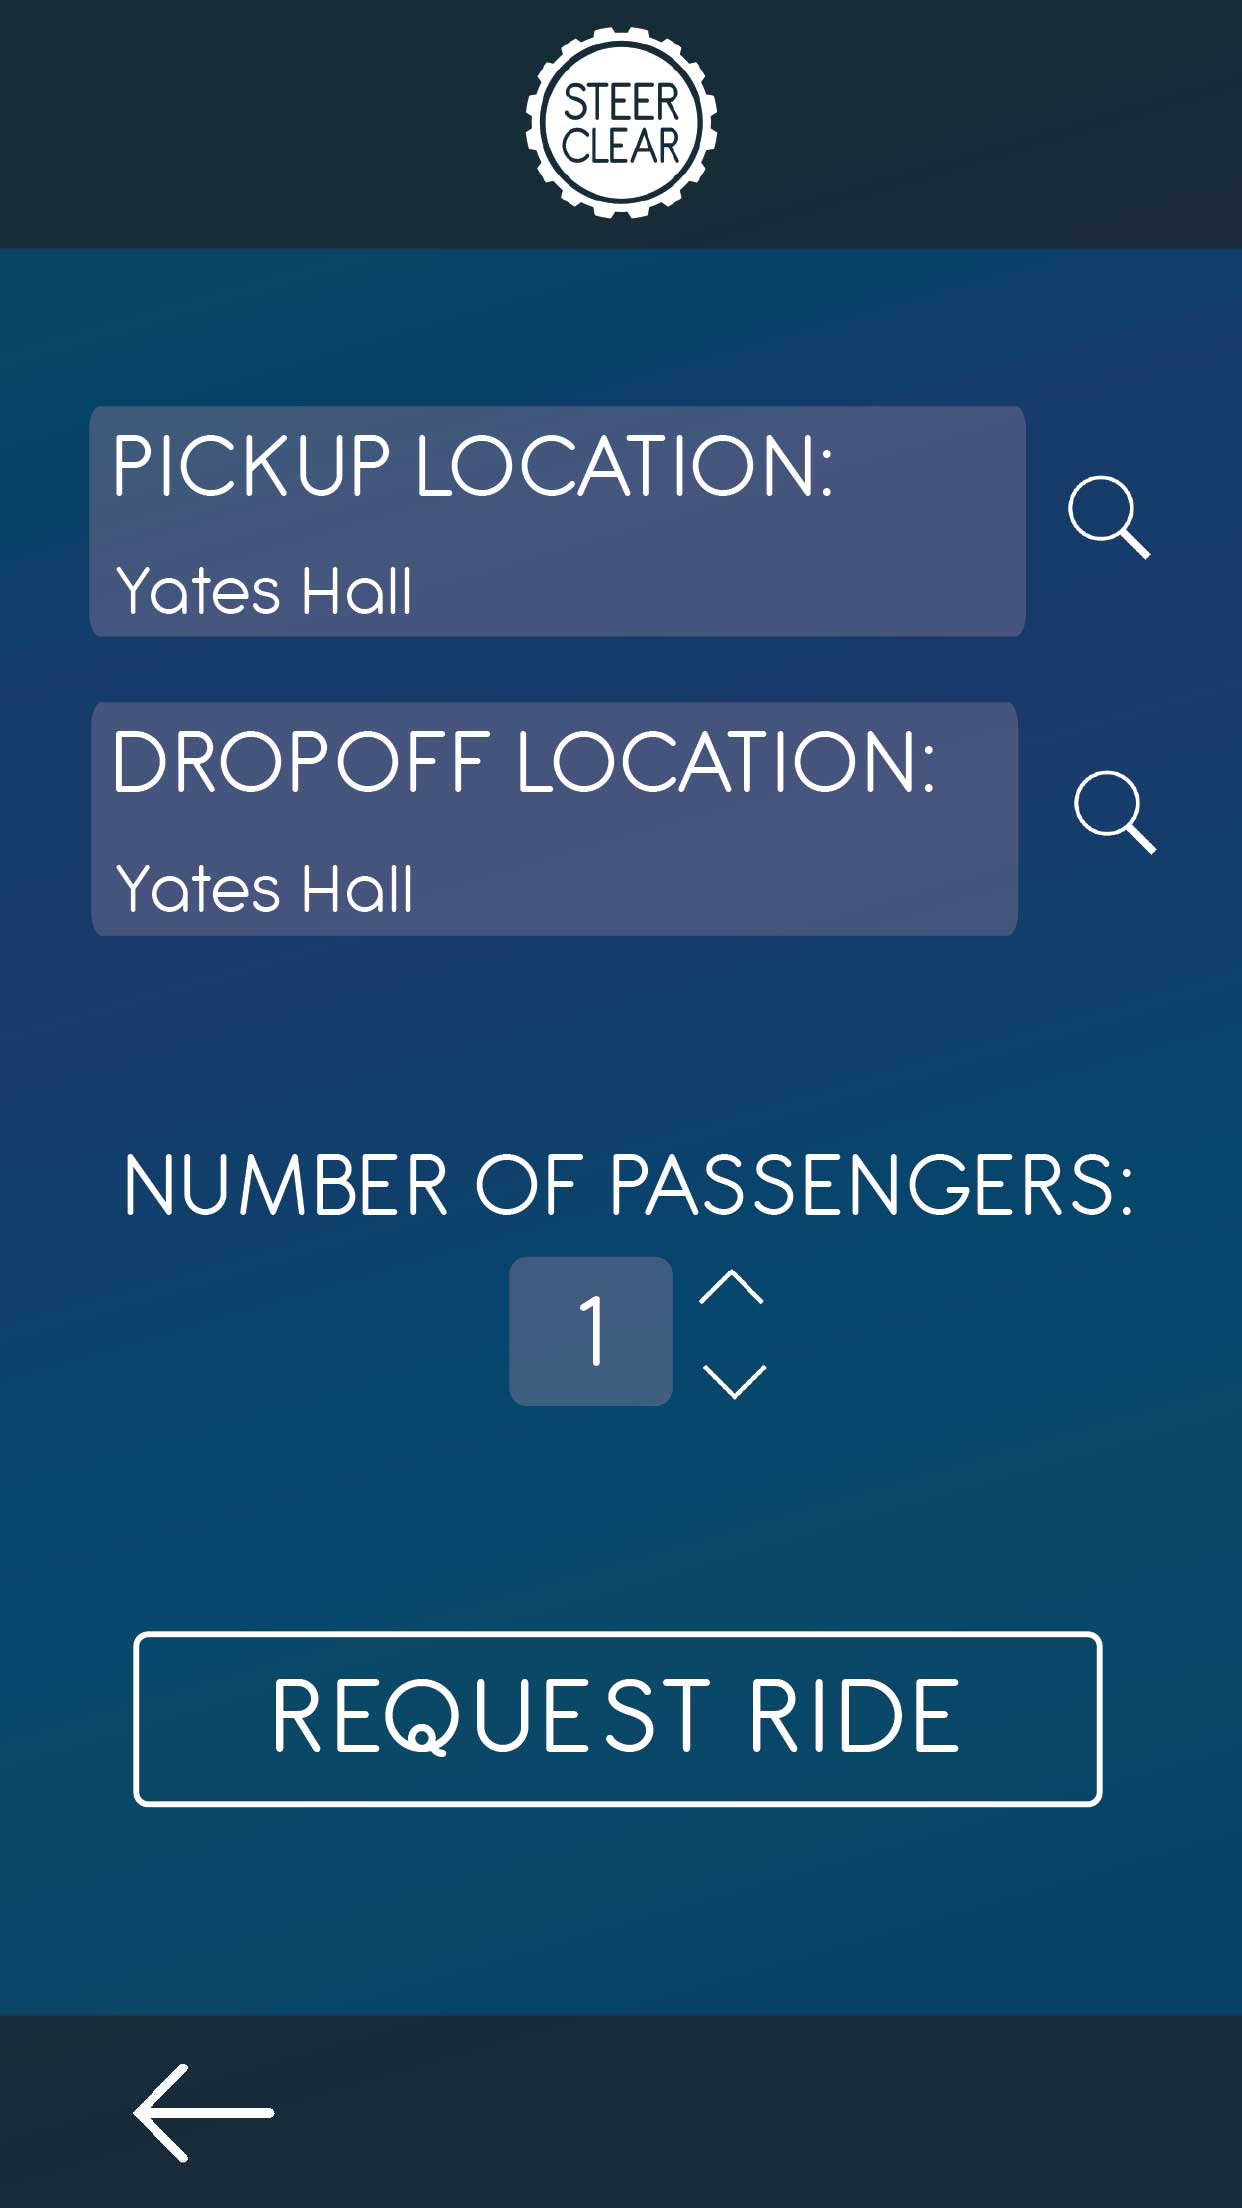 STEER
CLEAR
PICKUP LOCATION:
Yates Hall
DROPOFF LOCATION:
Yates Hall
NUMBER OF PASSENGERS:
1
REQUEST RIDE